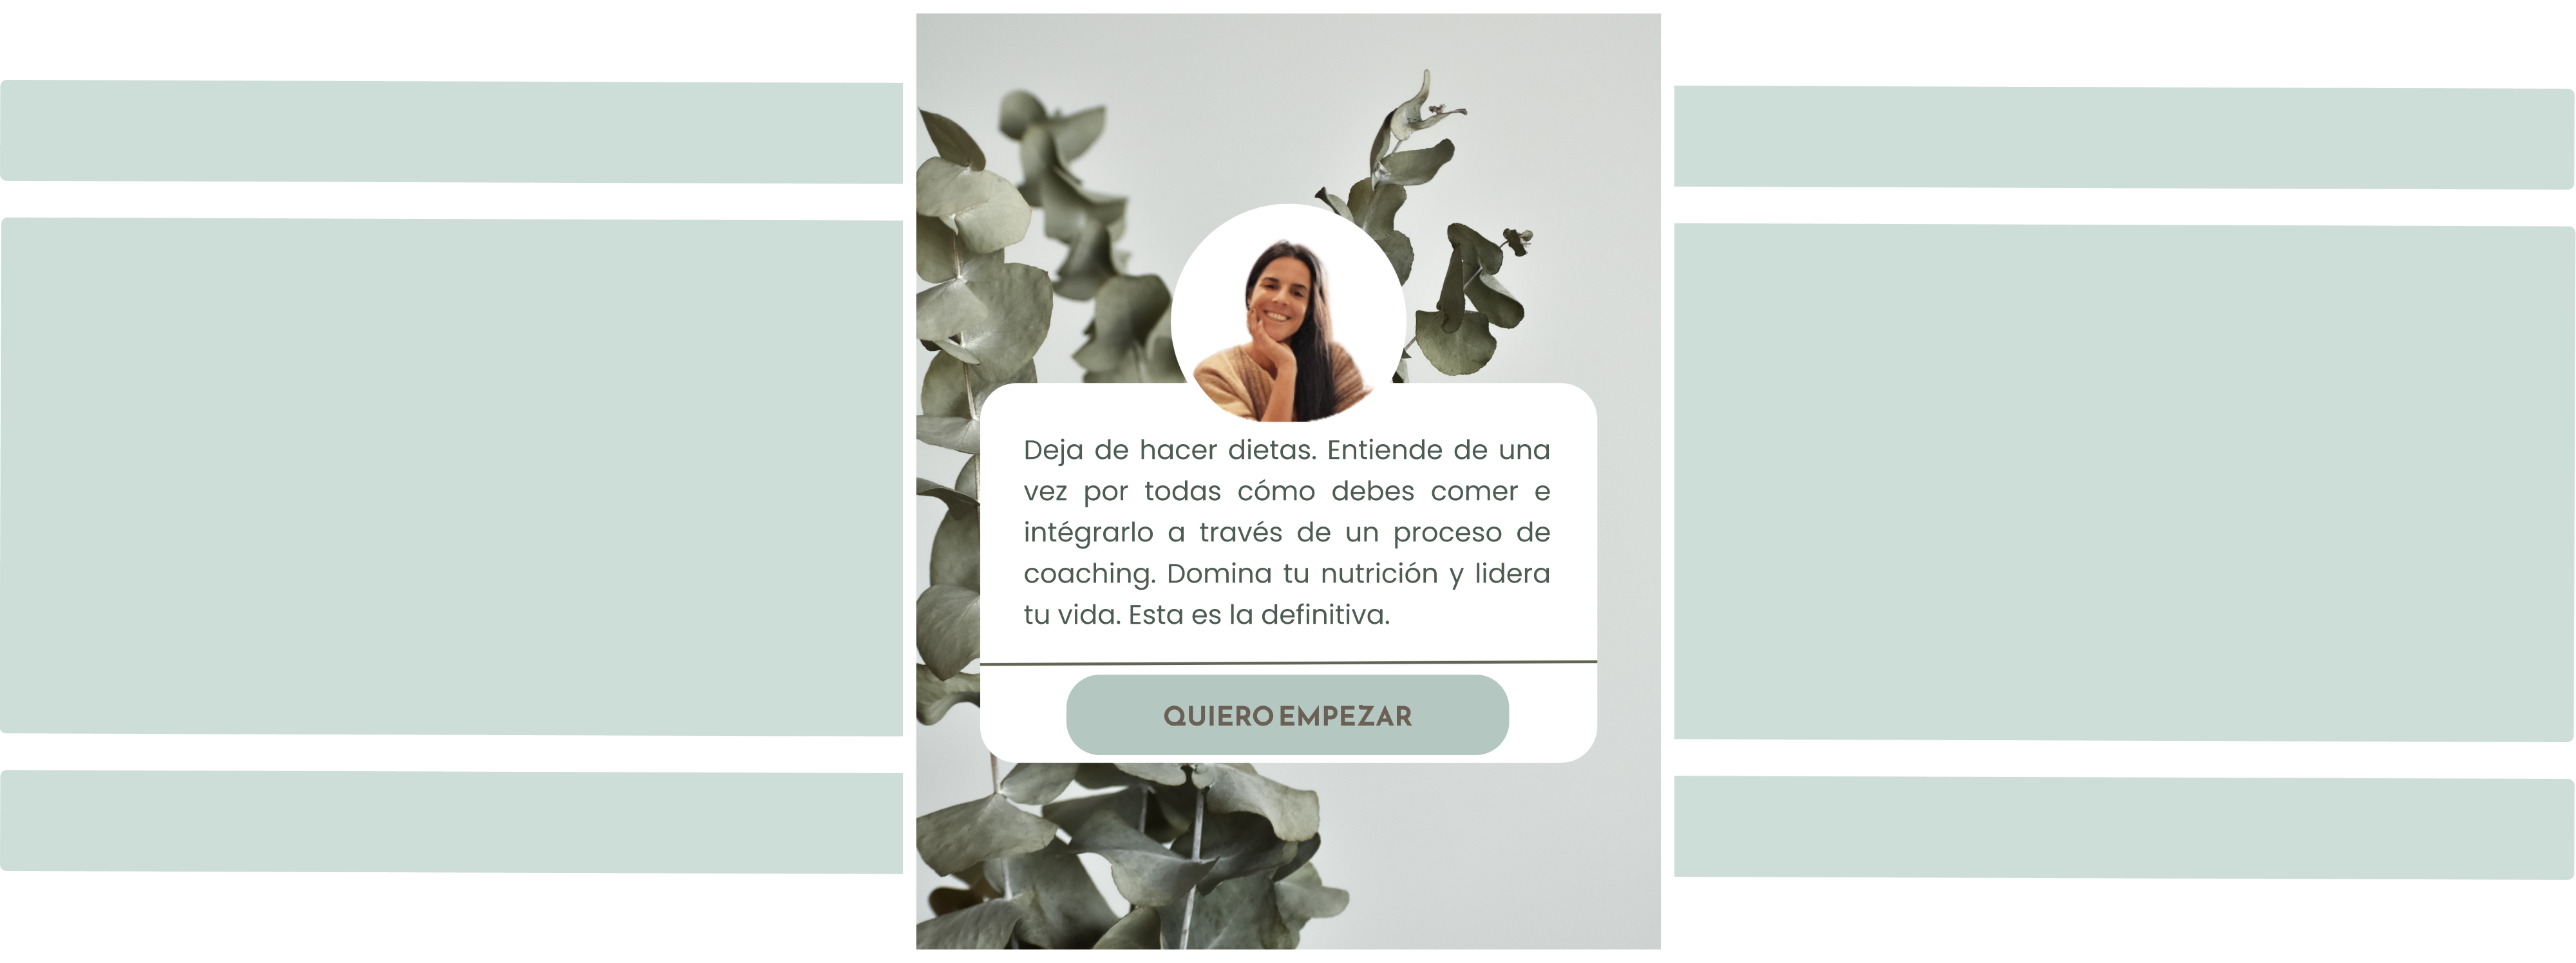 Deja de hacer dietas. Entiende de una
vez por todas cómo debes comer e
intégrarlo a través de un proceso de
coaching. Domina tu nutrición y lidera
tu vida. Esta es la definitiva.
QUIERO EMPEZAR